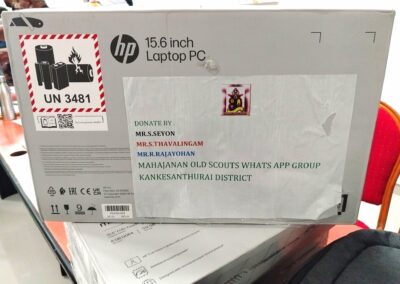 hp
15.6 inch
Laptop PC
UN 3481
DONATE BY .
MR.S.SEYON
MR.S.THAVALINGAM
MR.R.RAJAYOHAN
MAHAJANAN OLD SCOUTS WHATS APP GROUP
KANKESANTHURAI DISTRICT